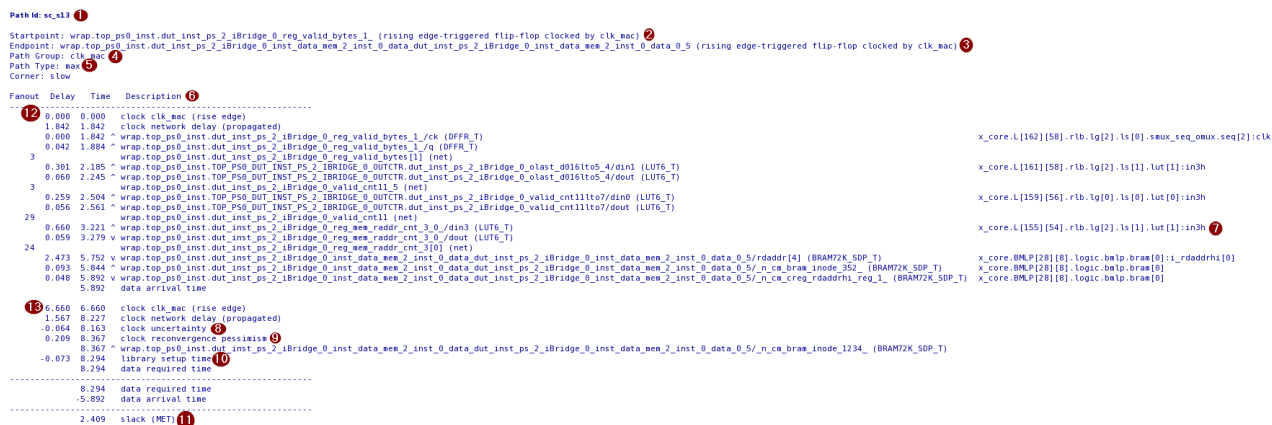 Path Id: sc_s13 1
Startpoint: wrap.top_ps0_inst.dut_inst_ps_2_iBridge_0_reg_valid_bytes_1_ (rising edge-triggered flip-flop clocked by clk_mac) 2
Endpoint: wrap.top_ps0_inst.dut_inst_ps_2_iBridge_0_inst_data_mem_2_inst_0_data_dut_inst_ps_2_iBridge_0_inst_data_mem_2_inst_0_data_0_5 (rising edge-triggered flip-flop clocked by clk_mac) 3
Path Group: clk_mac 4
Path Type: max 5
Corner: slow
Fanout Delay Time Description 6
------------------------------------------------------------
12 0.000 0.000 clock clk_mac (rise edge)
1.842 1.842 clock network delay (propagated)
0.000 1.842 ^ wrap.top_ps0_inst.dut_inst_ps_2_iBridge_0_reg_valid_bytes_1_/ck (DFFR_T) x_core.L[162][58].rlb.lg[2].ls[0].smux_seq_omux.seq[2]:clk
0.042 1.884 ^ wrap.top_ps0_inst.dut_inst_ps_2_iBridge_0_reg_valid_bytes_1_/q (DFFR_T)
3 wrap.top_ps0_inst.dut_inst_ps_2_iBridge_0_reg_valid_bytes[1] (net)
0.301 2.185 ^ wrap.top_ps0_inst.TOP_PS0_DUT_INST_PS_2_IBRIDGE_0_OUTCTR.dut_inst_ps_2_iBridge_0_olast_d016lto5_4/din1 (LUT6_T) x_core.L[161][58].rlb.lg[2].ls[1].lut[1]:in3h
0.060 2.245 ^ wrap.top_ps0_inst.TOP_PS0_DUT_INST_PS_2_IBRIDGE_0_OUTCTR.dut_inst_ps_2_iBridge_0_olast_d016lto5_4/dout (LUT6_T)
3 wrap.top_ps0_inst.dut_inst_ps_2_iBridge_0_valid_cnt11_5 (net)
0.259 2.504 ^ wrap.top_ps0_inst.TOP_PS0_DUT_INST_PS_2_IBRIDGE_0_OUTCTR.dut_inst_ps_2_iBridge_0_valid_cnt11lto7/din0 (LUT6_T) x_core.L[159][56].rlb.lg[0].ls[0].lut[0]:in3h
0.056 2.561 ^ wrap.top_ps0_inst.TOP_PS0_DUT_INST_PS_2_IBRIDGE_0_OUTCTR.dut_inst_ps_2_iBridge_0_valid_cnt11lto7/dout (LUT6_T)
29 wrap.top_ps0_inst.dut_inst_ps_2_iBridge_0_valid_cnt11 (net)
0.660 3.221 ^ wrap.top_ps0_inst.dut_inst_ps_2_iBridge_0_reg_mem_raddr_cnt_3_0_/din3 (LUT6_T) x_core.L[155][54].rlb.lg[2].ls[1].lut[1]:in3h 7
0.059 3.279 v wrap.top_ps0_inst.dut_inst_ps_2_iBridge_0_reg_mem_raddr_cnt_3_0_/dout (LUT6_T)
24 wrap.top_ps0_inst.dut_inst_ps_2_iBridge_0_reg_mem_raddr_cnt_3[0] (net)
2.473 5.752 v wrap.top_ps0_inst.dut_inst_ps_2_iBridge_0_inst_data_mem_2_inst_0_data_dut_inst_ps_2_iBridge_0_inst_data_mem_2_inst_0_data_0_5/rdaddr[4] (BRAM72K_SDP_T) x_core.BMLP[28][8].logic.bmlp.bram[0]:i_rdaddrhi[0]
0.093 5.844 ^ wrap.top_ps0_inst.dut_inst_ps_2_iBridge_0_inst_data_mem_2_inst_0_data_dut_inst_ps_2_iBridge_0_inst_data_mem_2_inst_0_data_0_5/_n_cm_bram_inode_352_ (BRAM72K_SDP_T) x_core.BMLP[28][8].logic.bmlp.bram[0]
0.048 5.892 v wrap.top_ps0_inst.dut_inst_ps_2_iBridge_0_inst_data_mem_2_inst_0_data_dut_inst_ps_2_iBridge_0_inst_data_mem_2_inst_0_data_0_5/_n_cm_creg_rdaddrhi_reg_1_ (BRAM72K_SDP_T) x_core.BMLP[28][8].logic.bmlp.bram[0]
5.892 data arrival time
13 6.660 6.660 clock clk_mac (rise edge)
1.567 8.227 clock network delay (propagated)
-0.064 8.163 clock uncertainty 8
0.209 8.367 clock reconvergence pessimism 9
8.367 ^ wrap.top_ps0_inst.dut_inst_ps_2_iBridge_0_inst_data_mem_2_inst_0_data_dut_inst_ps_2_iBridge_0_inst_data_mem_2_inst_0_data_0_5/_n_cm_bram_inode_1234_ (BRAM72K_SDP_T)
-0.073 8.294 library setup time 10
8.294 data required time
------------------------------------------------------------
8.294 data required time
-5.892 data arrival time
------------------------------------------------------------
2.409 slack (MET) 11